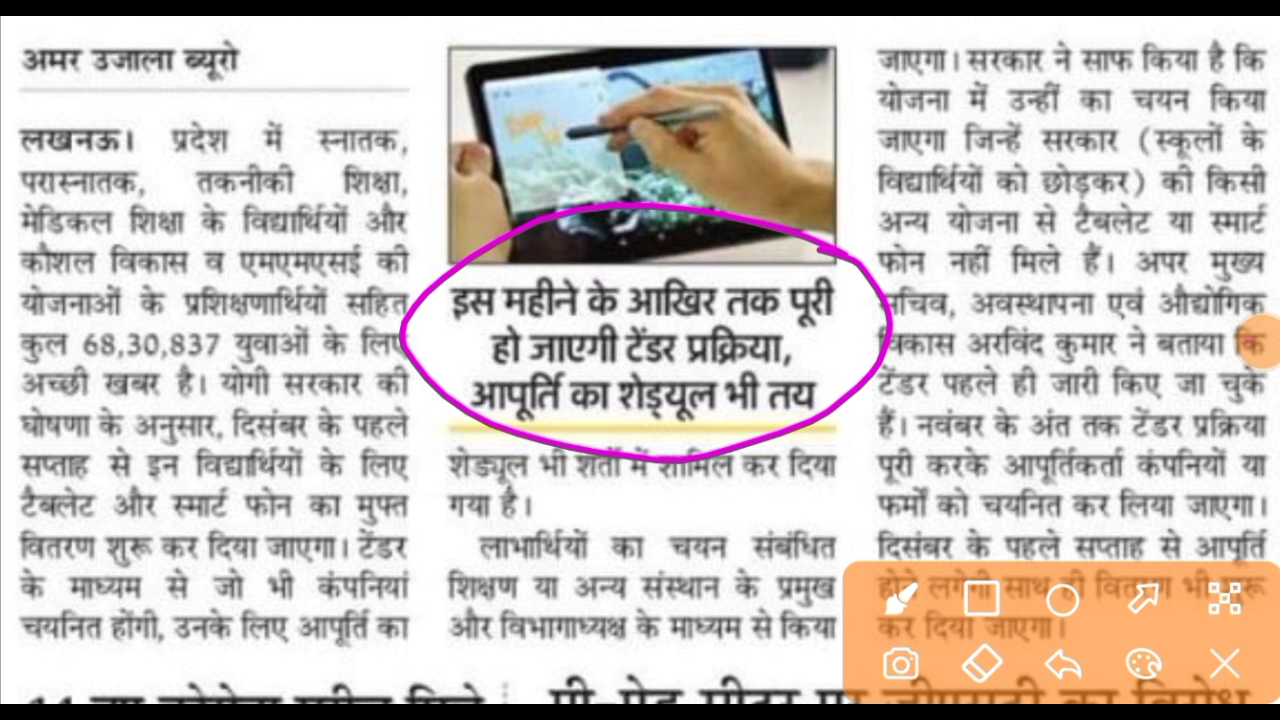 अमर उजाला ब्यूरो
लखनऊ। प्रदेश में स्नातक,
परास्नातक, तकनीकी शिक्षा,
मेडिकल शिक्षा के विद्यार्थियों और
कौशल विकास व एमएमएसई की
योजनाओं के प्रशिक्षणार्थियों सहित
कुल 68,30,837 युवाओं के लिए
अच्छी खबर है। योगी सरकार की
घोषणा के अनुसार, दिसंबर के पहले
सप्ताह से इन विद्यार्थियों के लिए
टैबलेट और स्मार्ट फोन का मुफ्त
वितरण शुरू कर दिया जाएगा। टेंडर
के माध्यम से जो भी कंपनियां
चयनित होंगी, उनके लिए आपूर्ति का
इस महीने के आखिर तक पूरी
हो जाएगी टेंडर प्रक्रिया,
आपूर्ति का शेड्यूल भी तय
शेड्यूल भी शर्तों में शामिल कर दिया
गया है।
लाभार्थियों का चयन संबंधित
शिक्षण या अन्य संस्थान के प्रमुख
और विभागाध्यक्ष के माध्यम से किया
जाएगा। सरकार ने साफ किया है कि
योजना में उन्हीं का चयन किया
जाएगा जिन्हें सरकार (स्कूलों के
विद्यार्थियों को छोड़कर) की किसी
अन्य योजना से टैबलेट या स्मार्ट
फोन नहीं मिले हैं। अपर मुख्य
सचिव, अवस्थापना एवं औद्योगिक
विकास अरविंद कुमार ने बताया कि
टेंडर पहले ही जारी किए जा चुके
हैं। नवंबर के अंत तक टेंडर प्रक्रिया
पूरी करके आपूर्तिकर्ता कंपनियों या
फर्मों को चयनित कर लिया जाएगा।
दिसंबर के पहले सप्ताह से आपूर्ति
होने लगेगी साथ ही वितरण भी शुरू
कर दिया जाएगा।